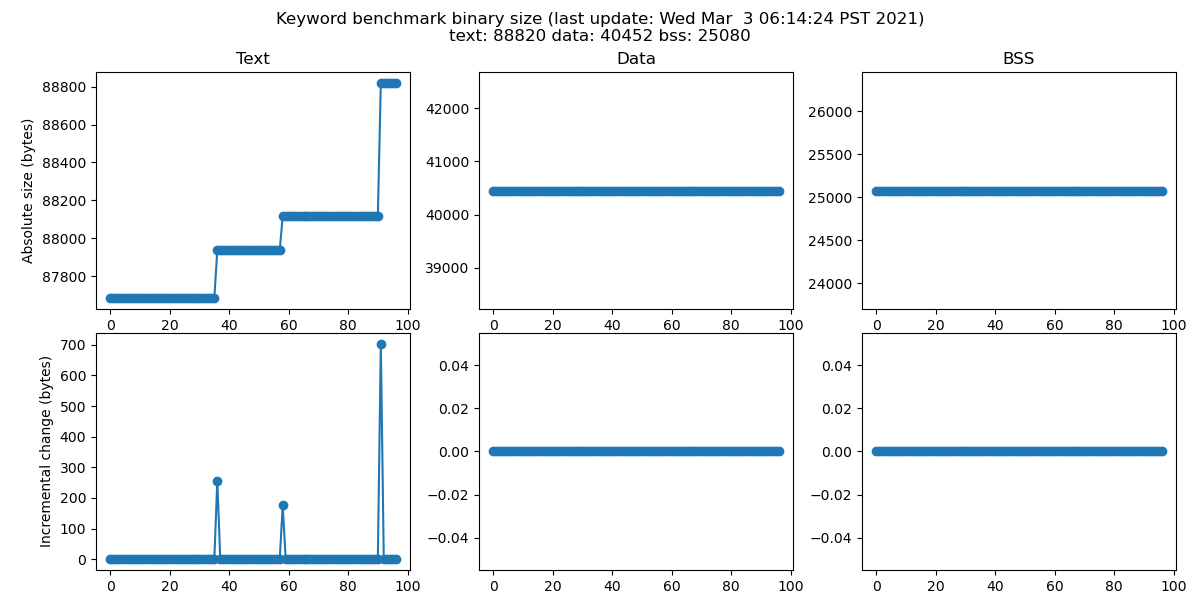 Keyword benchmark binary size (last update: Wed Mar  3 06:14:24 PST 2021)
text: 88820 data: 40452 bss: 25080
Text
Data
BSS
Absolute size (bytes)
88800
88600
88400
88200
88000
87800
0 20 40 60 80 100
42000
41000
40000
39000
0 20 40 60 80 100
26000
25500
25000
24500
24000
0 20 40 60 80 100
Incremental change (bytes)
700
600
500
400
300
200
100
0
0 20 40 60 80 100
0.04
0.02
0.00
−0.02
−0.04
0 20 40 60 80 100
0.04
0.02
0.00
−0.02
−0.04
0 20 40 60 80 100